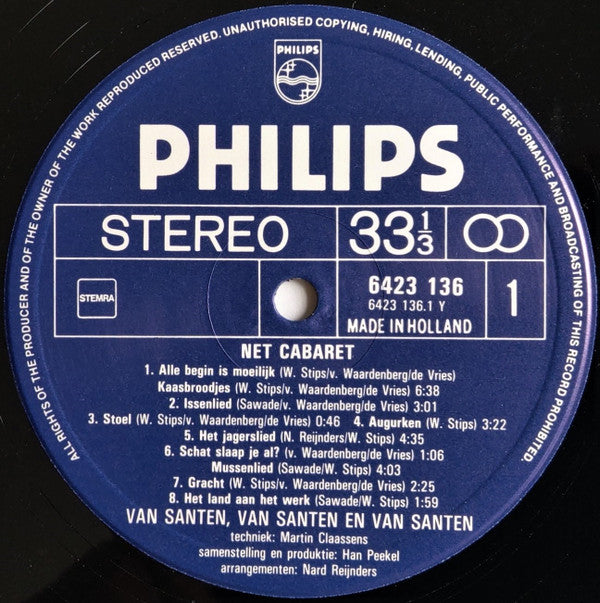 ALL RIGHTS OF THE PRODUCER AND OF THE OWNER OF THE WORK REPRODUCED RESERVED. UNAUTHORISED COPYING, HIRING, LENDING, PUBLIC PERFORMANCE AND BROADCASTING OF THIS RECORD PROHIBITED.
PHILIPS
PHILIPS
STEREO 33 1/3
STEMRA
6423 136
6423 136.1 Y
1
MADE IN HOLLAND
NET CABARET
1. Alle begin is moeilijk (W. Stips/v. Waardenberg/de Vries)
Kaasbroodjes (W. Stips/v. Waardenberg/de Vries) 6:38
2. Issenlied (Sawade/v. Waardenberg/de Vries) 3:01
3. Stoel (W. Stips/v. Waardenberg/de Vries) 0:46 4. Augurken (W. Stips) 3:22
5. Het jagerslied (N. Reijnders/W. Stips) 4:35
6. Schat slaap je al? (v. Waardenberg/de Vries) 1:06
Mussenlied (Sawade/W. Stips) 4:03
7. Gracht (W. Stips/v. Waardenberg/de Vries) 2:25
8. Het land aan het werk (Sawade/W. Stips) 1:59
VAN SANTEN, VAN SANTEN EN VAN SANTEN
techniek: Martin Claassens
samenstelling en produktie: Han Peekel
arrangementen: Nard Reijnders